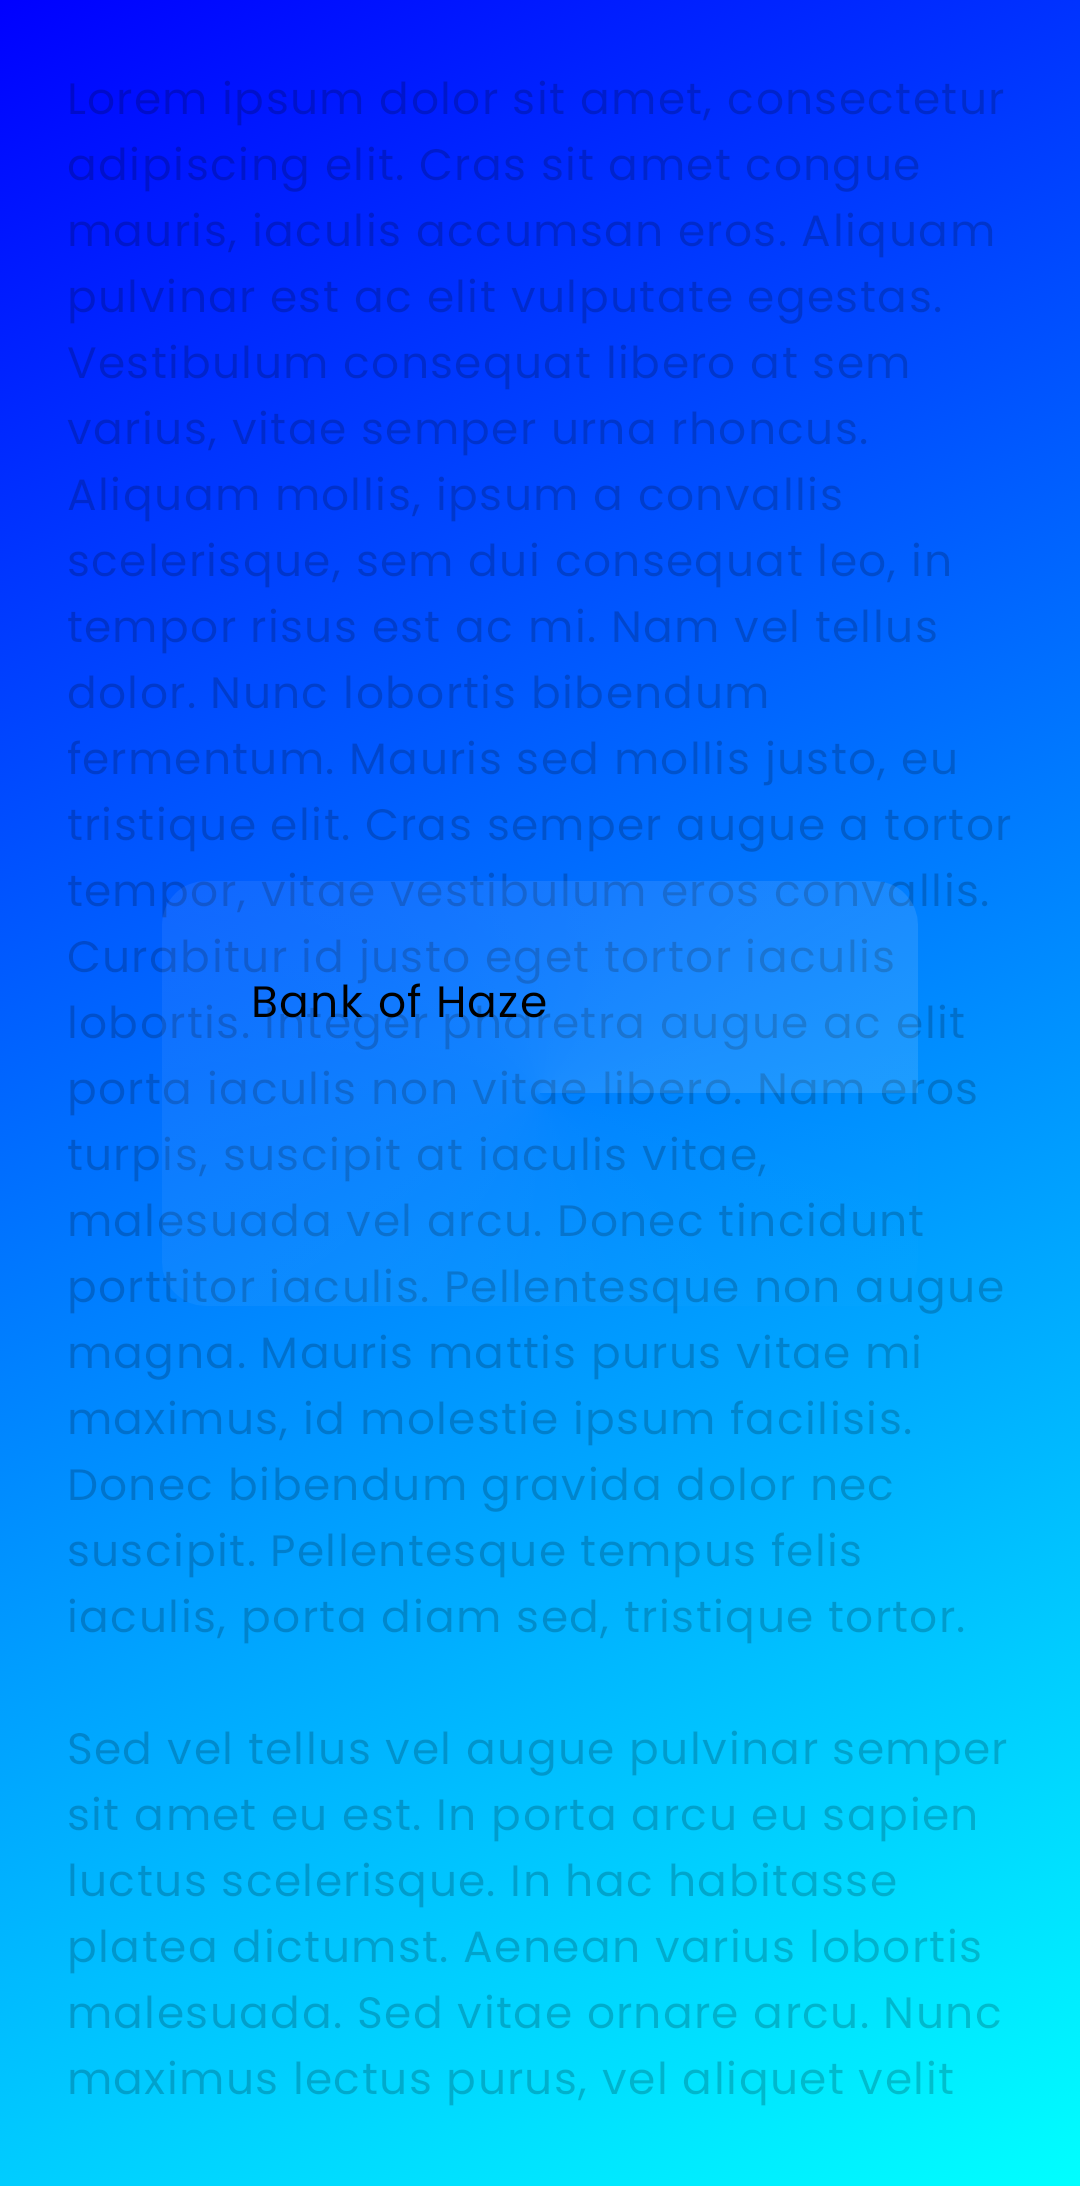 Lorem ipsum dolor sit amet, consectetur
adipiscing elit. Cras sit amet congue
mauris, iaculis accumsan eros. Aliquam
pulvinar est ac elit vulputate egestas.
Vestibulum consequat libero at sem
varius, vitae semper urna rhoncus.
Aliquam mollis, ipsum a convallis
scelerisque, sem dui consequat leo, in
tempor risus est ac mi. Nam vel tellus
dolor. Nunc lobortis bibendum
fermentum. Mauris sed mollis justo, eu
tristique elit. Cras semper augue a tortor
tempor, vitae vestibulum eros convallis.
Curabitur id justo eget tortor iaculis
Bank of Haze
lobortis. Integer pharetra augue ac elit
porta iaculis non vitae libero. Nam eros
turpis, suscipit at iaculis vitae,
malesuada vel arcu. Donec tincidunt
porttitor iaculis. Pellentesque non augue
magna. Mauris mattis purus vitae mi
maximus, id molestie ipsum facilisis.
Donec bibendum gravida dolor nec
suscipit. Pellentesque tempus felis
iaculis, porta diam sed, tristique tortor.
Sed vel tellus vel augue pulvinar semper
sit amet eu est. In porta arcu eu sapien
luctus scelerisque. In hac habitasse
platea dictumst. Aenean varius lobortis
malesuada. Sed vitae ornare arcu. Nunc
maximus lectus purus, vel aliquet velit